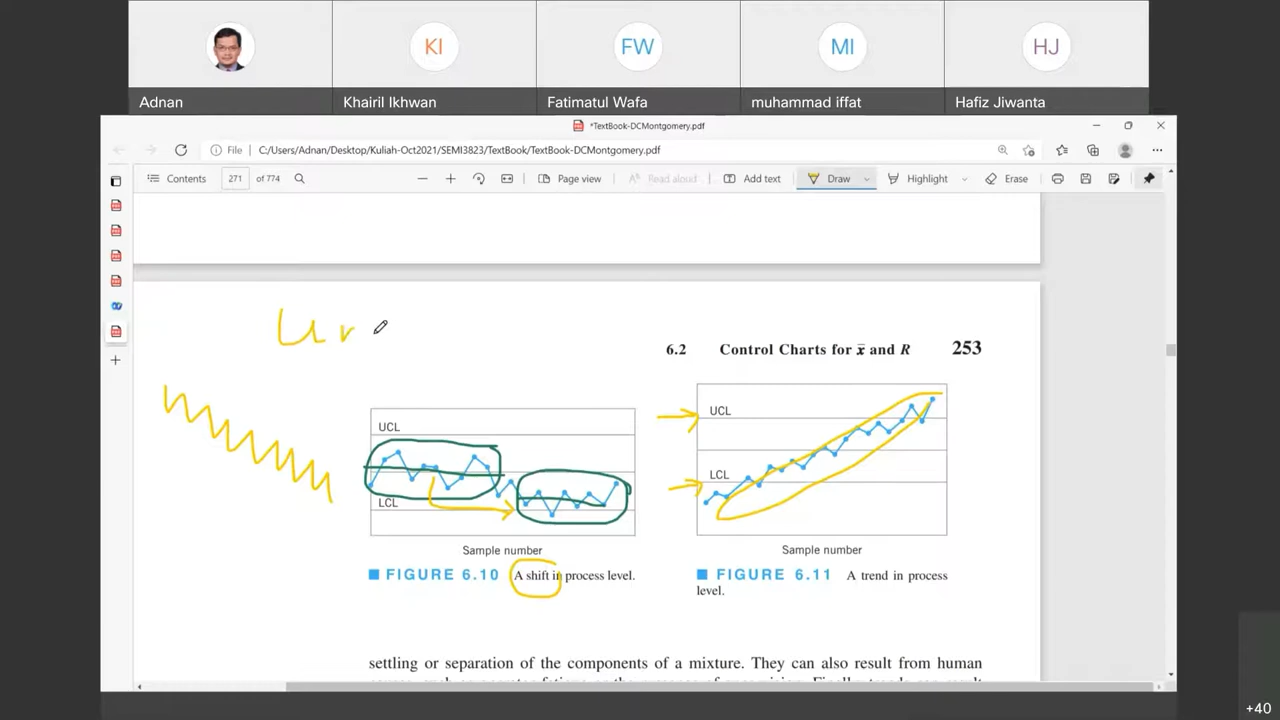 KI
FW
MI
HJ
Adnan
Khairil Ikhwan
Fatimatul Wafa
muhammad iffat
Hafiz Jiwanta
*TextBook-DCMontgomery.pdf
File
C:/Users/Adnan/Desktop/Kuliah-Oct2021/SEMI3823/TextBook/TextBook-DCMontgomery.pdf
Contents
271
of 774
Page view
Read aloud
Add text
Draw
Highlight
Erase
6.2 Control Charts for x̄ and R 253
UCL
LCL
Sample number
FIGURE 6.10 A shift in process level.
UCL
LCL
Sample number
FIGURE 6.11 A trend in process
level.
settling or separation of the components of a mixture. They can also result from human
+40